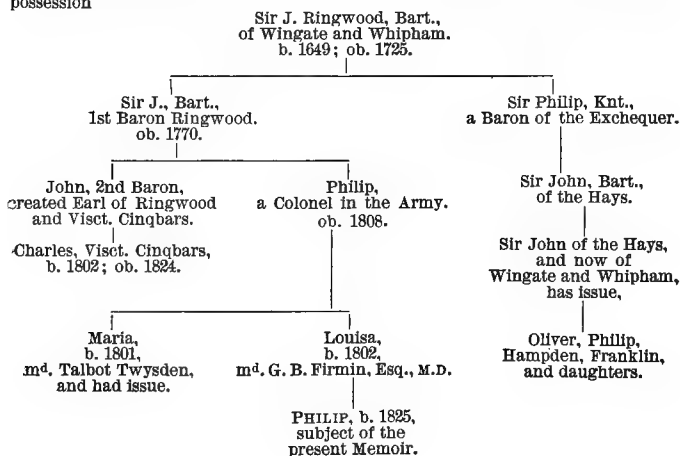 possession
Sir J. Ringwood, Bart.,
of Wingate and Whipham.
b. 1649; ob. 1725.
Sir J., Bart.,
1st Baron Ringwood.
ob. 1770.
Sir Philip, Knt.,
a Baron of the Exchequer.
John, 2nd Baron,
created Earl of Ringwood
and Visct. Cinqbars.
Philip,
a Colonel in the Army.
ob. 1808.
Sir John, Bart.,
of the Hays.
Charles, Visct. Cinqbars,
b. 1802; ob. 1824.
Sir John of the Hays,
and now of
Wingate and Whipham,
has issue,
Maria,
b. 1801,
md. Talbot Twysden,
and had issue.
Louisa,
b. 1802,
md. G. B. Firmin, Esq., M.D.
Oliver, Philip,
Hampden, Franklin,
and daughters.
PHILIP, b. 1825,
subject of the
present Memoir.